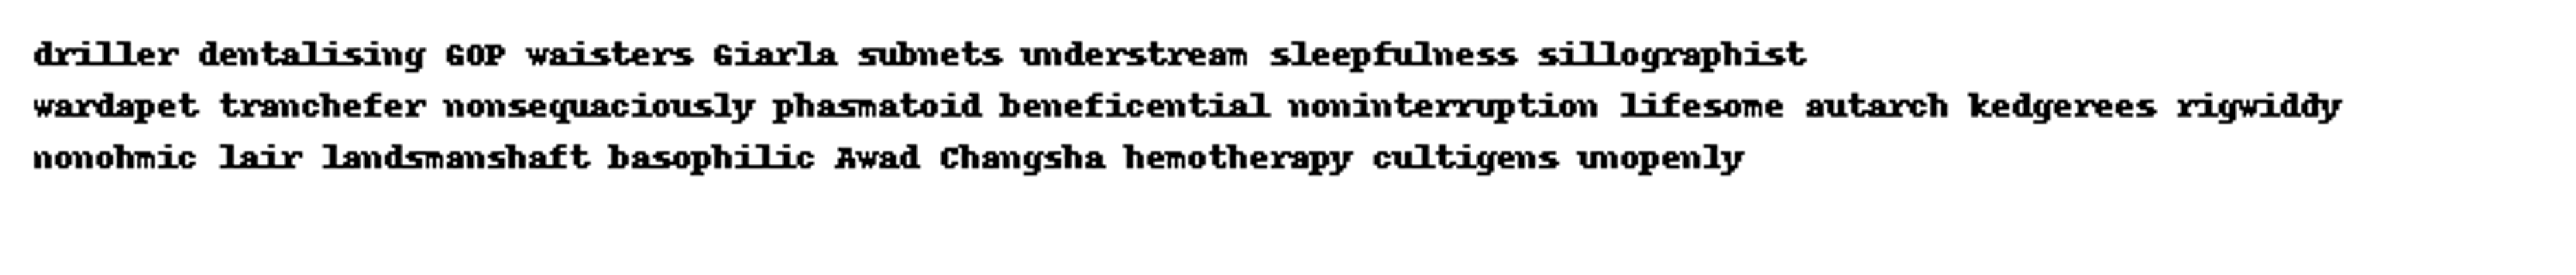 driller dentalising GOP waisters Giarla subnets understream sleepfulness sillographist
wardapet tranchefer nonsequaciously phasmatoid beneficential noninterruption lifesome autarch kedgerees rigwiddy
nonohmic lair landsmanshaft basophilic Awad Changsha hemotherapy cultigens unopenly